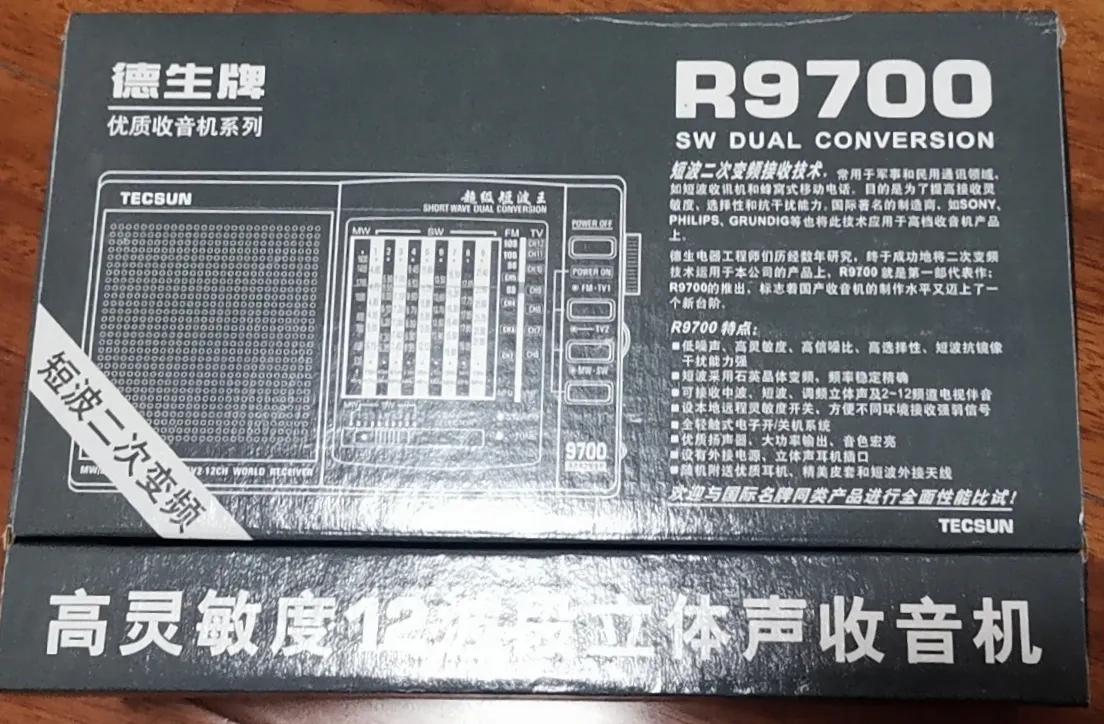 德生牌
优质收音机系列
R9700
SW DUAL CONVERSION
短波二次变频接收技术，常用于军事和民用通讯领域，
如短波收讯机和蜂窝式移动电话。目的是为了提高接收灵
敏度、选择性和抗干扰能力。国际著名的制造商，如SONY、
PHILIPS、GRUNDIG等也将此技术应用于高档收音机产品
上。
德生电器工程师们历经数年研究，终于成功地将二次变频
技术运用于本公司的产品上，R9700 就是第一部代表作；
R9700的推出，标志着国产收音机的制作水平又迈上了一
个新台阶。
R9700 特点：
■低噪声、高灵敏度、高信噪比、高选择性、短波抗镜像
干扰能力强
■短波采用石英晶体变频、频率稳定精确
■可接收中波、短波、调频立体声及2~12频道电视伴音
■设本地远程灵敏度开关、方便不同环境接收强弱信号
■全轻触式电子开/关机系统
■优质扬声器、大功率输出、音色宏亮
■设有外接电源、立体声耳机插口
■随机附送优质耳机、精美皮套和短波外接天线
欢迎与国际名牌同类产品进行全面性能比试！
TECSUN
TECSUN
超级短波王
SHORT-WAVE DUAL CONVERSION
MW
SW
FM
TV
POWER OFF
POWER ON
FM·TV1
TV2
MW·SW
9700
12CH WORLD RECEIVER
短波二次变频
高灵敏度12波段立体声收音机